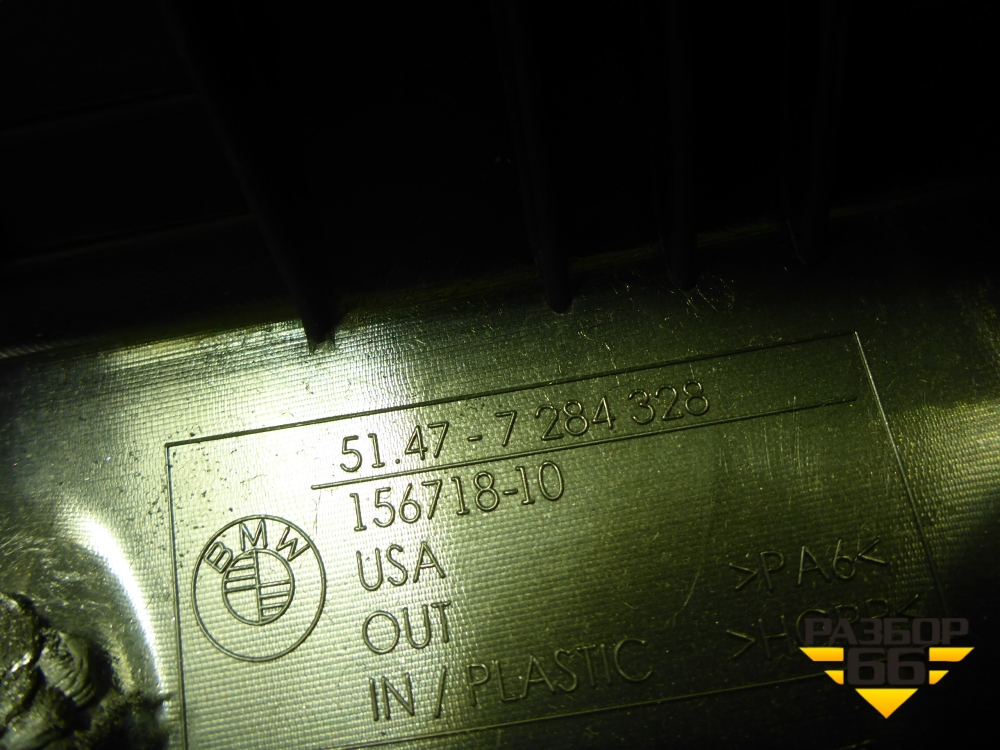 51.47 - 7 284 328
156718-10
BMW
USA
>PA6<
OUT
IN / PLASTIC
РАЗБОР
66